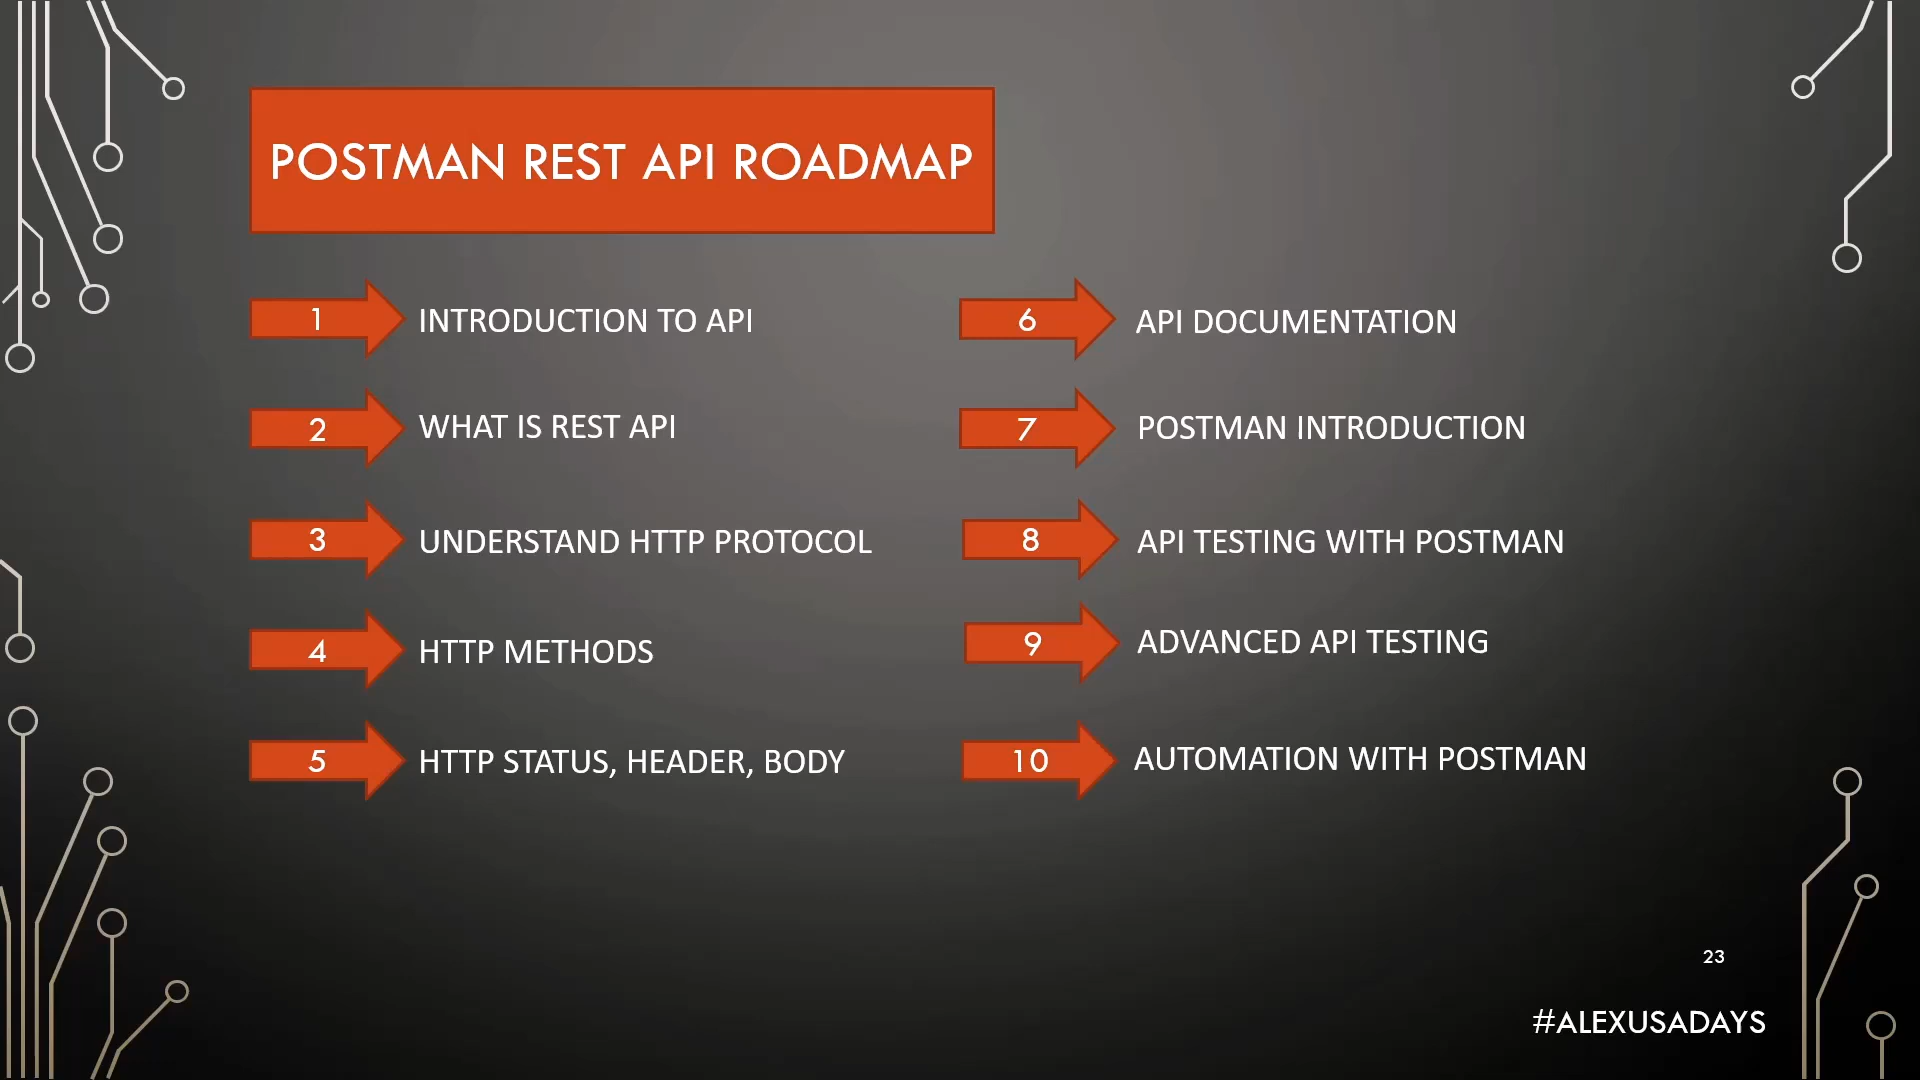 POSTMAN REST API ROADMAP
1 INTRODUCTION TO API
2 WHAT IS REST API
3 UNDERSTAND HTTP PROTOCOL
4 HTTP METHODS
5 HTTP STATUS, HEADER, BODY
6 API DOCUMENTATION
7 POSTMAN INTRODUCTION
8 API TESTING WITH POSTMAN
9 ADVANCED API TESTING
10 AUTOMATION WITH POSTMAN
23
#ALEXUSADAYS